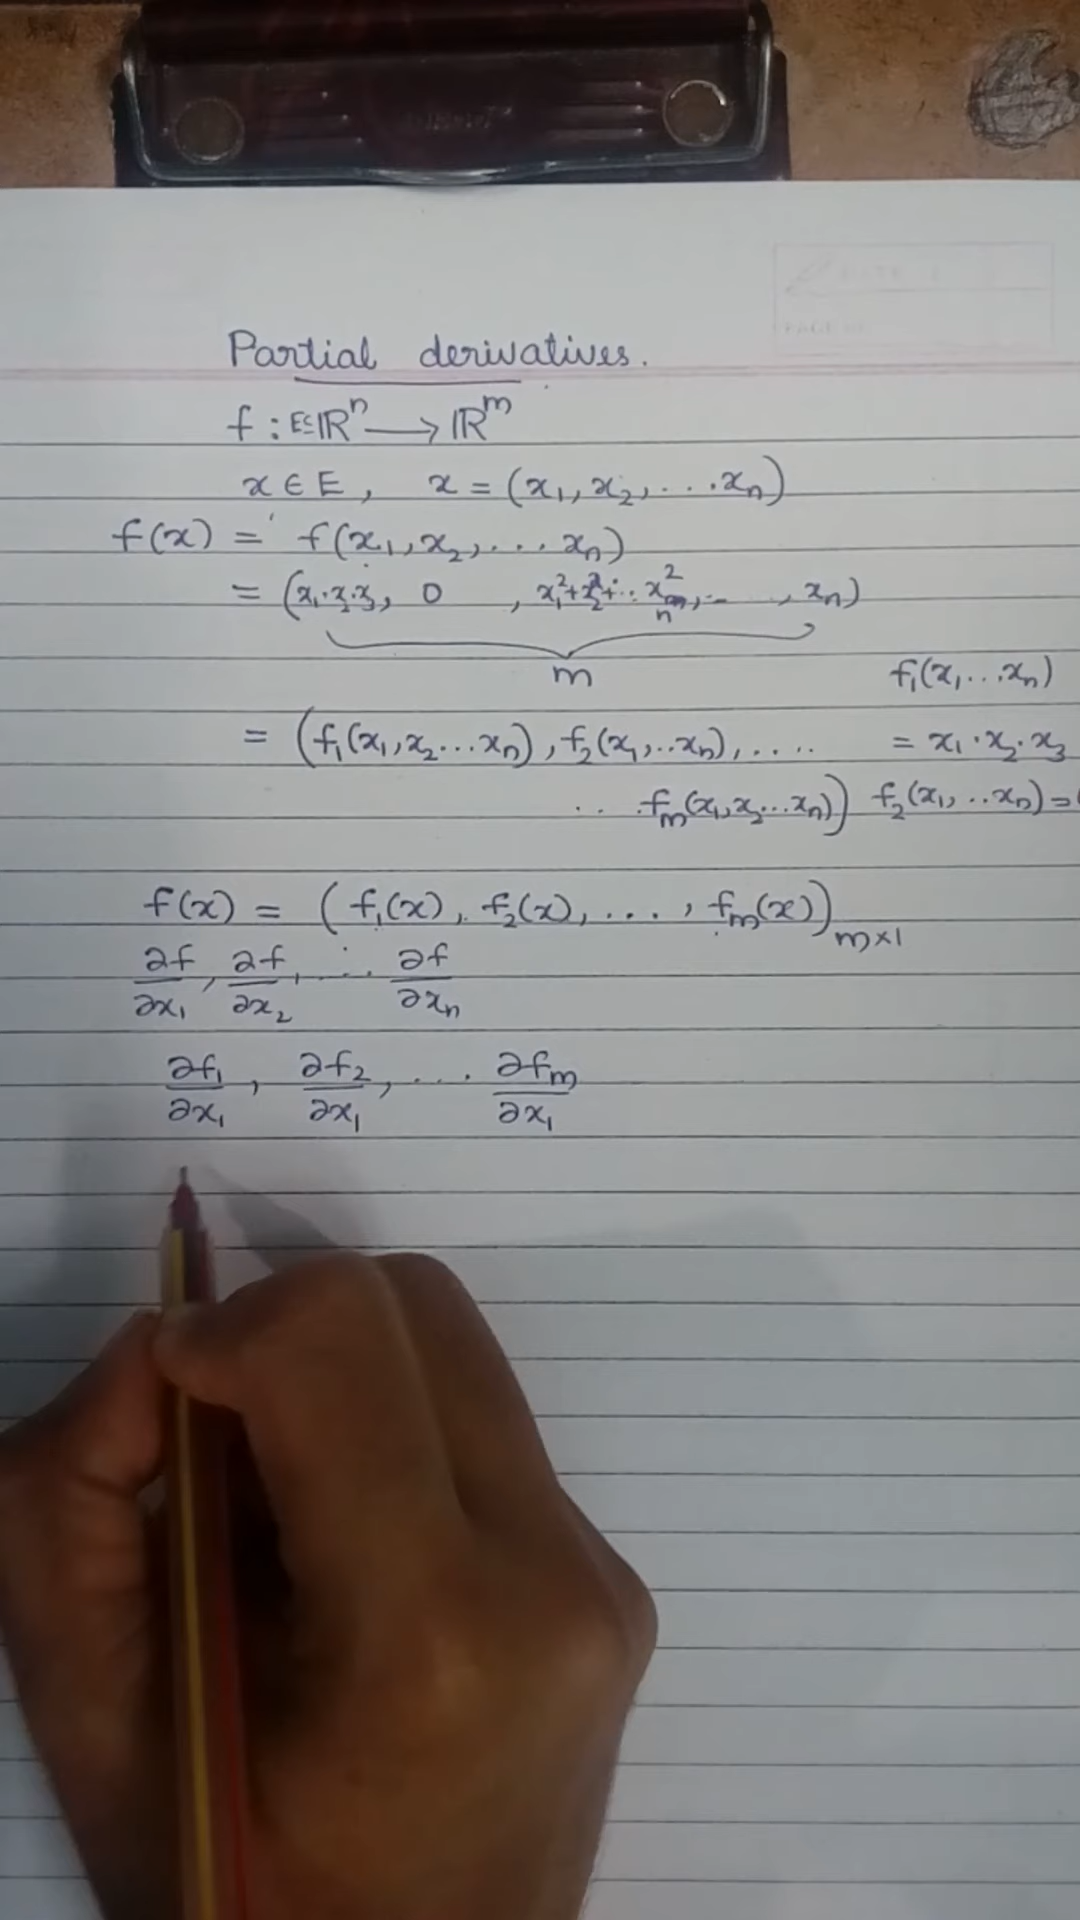 Partial derivatives.
f : E⊆ℝⁿ ⟶ ℝᵐ
x ∈ E, x = (x₁, x₂, ... xₙ)
f(x) = f(x₁, x₂, ... xₙ)
= (x₁·x₂·x₃, 0 , x₁²+x₂²+... xₙ², ... , xₙ)
m
= (f₁(x₁, x₂ ... xₙ), f₂(x₁, .. xₙ), ....
.. fₘ(x₁, x₂ ... xₙ))
f₁(x₁ ... xₙ)
= x₁·x₂·x₃
f₂(x₁, .. xₙ) =
f(x) = (f₁(x), f₂(x), ... , fₘ(x)) m×1
∂f/∂x₁, ∂f/∂x₂, ... ∂f/∂xₙ
∂f₁/∂x₁, ∂f₂/∂x₁, ... ∂fₘ/∂x₁